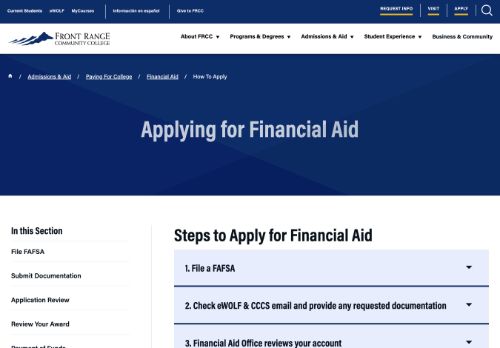 Current Students eWOLF MyCourses Información en español Give to FRCC REQUEST INFO VISIT APPLY
FRONT RANGE
COMMUNITY COLLEGE
About FRCC Programs & Degrees Admissions & Aid Student Experience Business & Community
/ Admissions & Aid / Paying For College / Financial Aid / How To Apply
Applying for Financial Aid
In this Section
File FAFSA
Submit Documentation
Application Review
Review Your Award
Payment of Funds
Steps to Apply for Financial Aid
1. File a FAFSA
2. Check eWOLF & CCCS email and provide any requested documentation
3. Financial Aid Office reviews your account